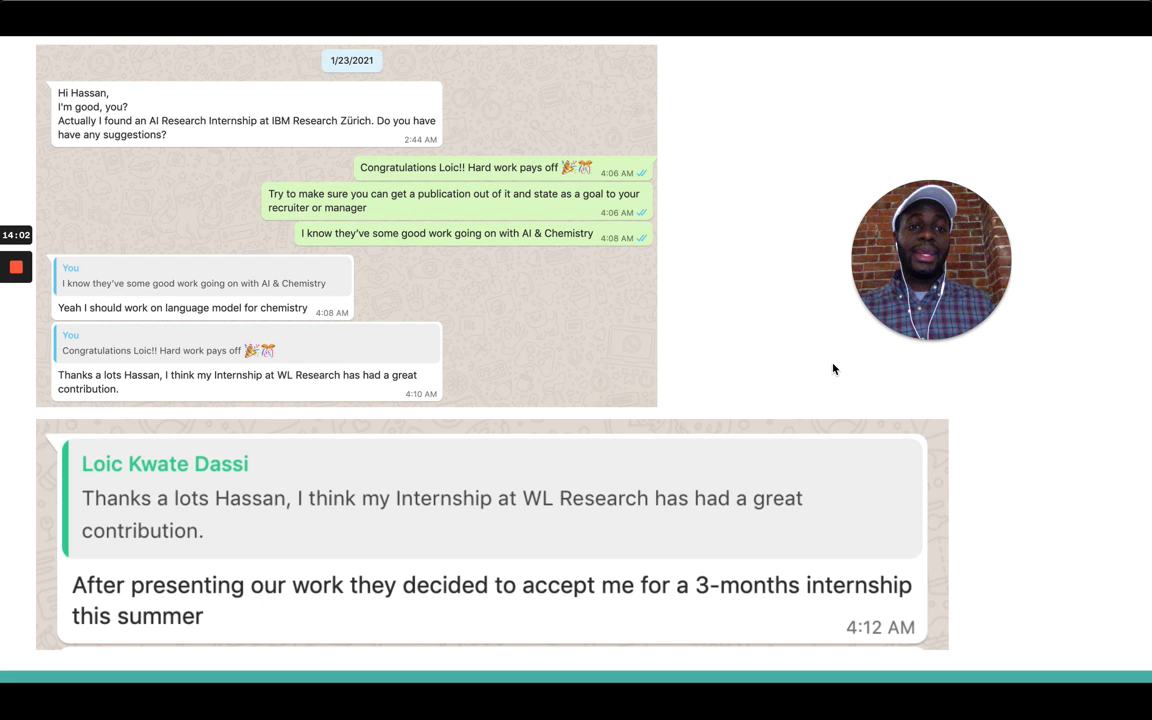 1/23/2021
Hi Hassan,
I'm good, you?
Actually I found an AI Research Internship at IBM Research Zürich. Do you have
have any suggestions?
2:44 AM
Congratulations Loic!! Hard work pays off 🎉🎊
4:06 AM
Try to make sure you can get a publication out of it and state as a goal to your
recruiter or manager
4:06 AM
I know they've some good work going on with AI & Chemistry
4:08 AM
14:02
You
I know they've some good work going on with AI & Chemistry
Yeah I should work on language model for chemistry
4:08 AM
You
Congratulations Loic!! Hard work pays off 🎉🎊
Thanks a lots Hassan, I think my Internship at WL Research has had a great
contribution.
4:10 AM
Loic Kwate Dassi
Thanks a lots Hassan, I think my Internship at WL Research has had a great
contribution.
After presenting our work they decided to accept me for a 3-months internship
this summer
4:12 AM